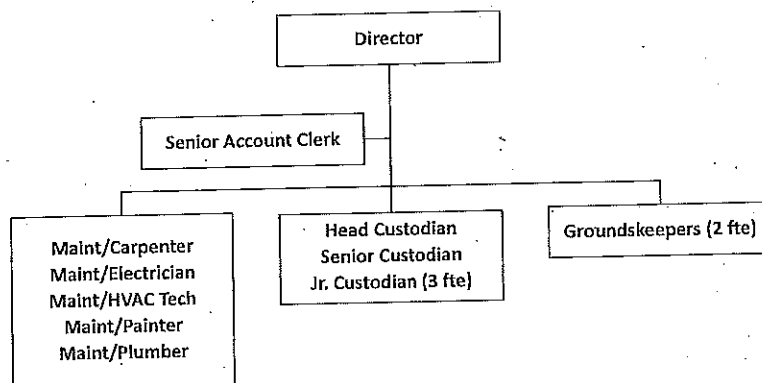 Director
Senior Account Clerk
Maint/Carpenter
Maint/Electrician
Maint/HVAC Tech
Maint/Painter
Maint/Plumber
Head Custodian
Senior Custodian
Jr. Custodian (3 fte)
Groundskeepers (2 fte)